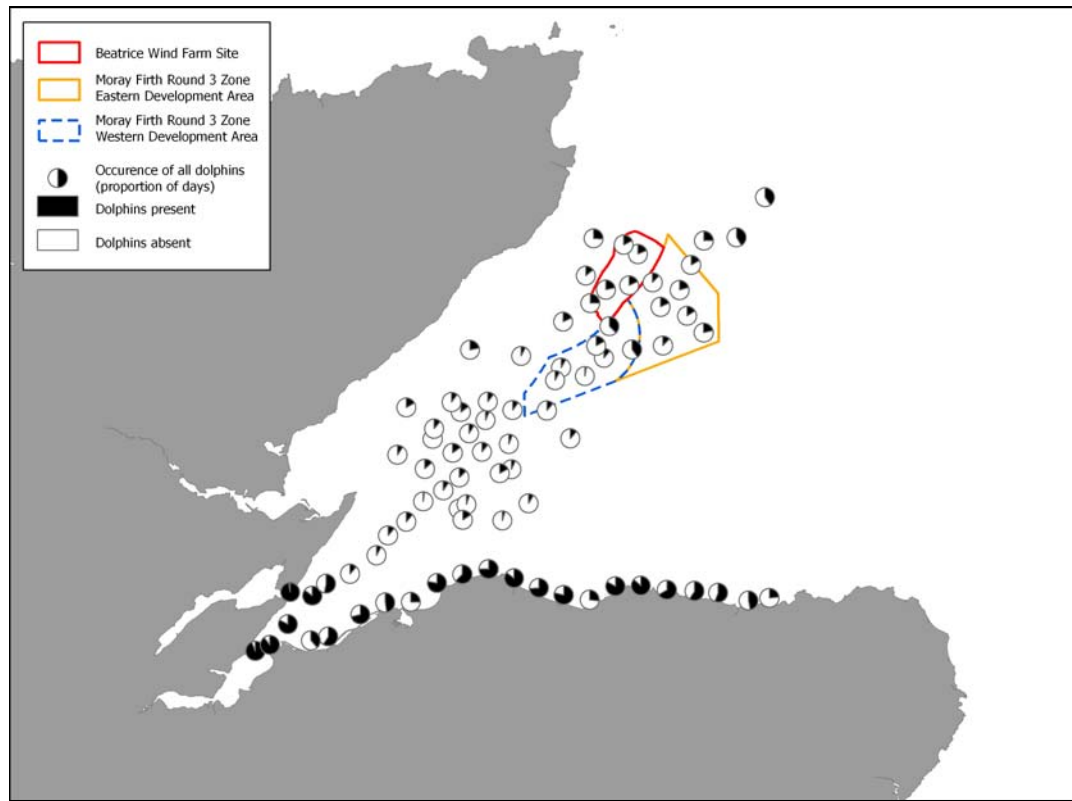 Beatrice Wind Farm Site
Moray Firth Round 3 Zone
Eastern Development Area
Moray Firth Round 3 Zone
Western Development Area
Occurence of all dolphins
(proportion of days)
Dolphins present
Dolphins absent